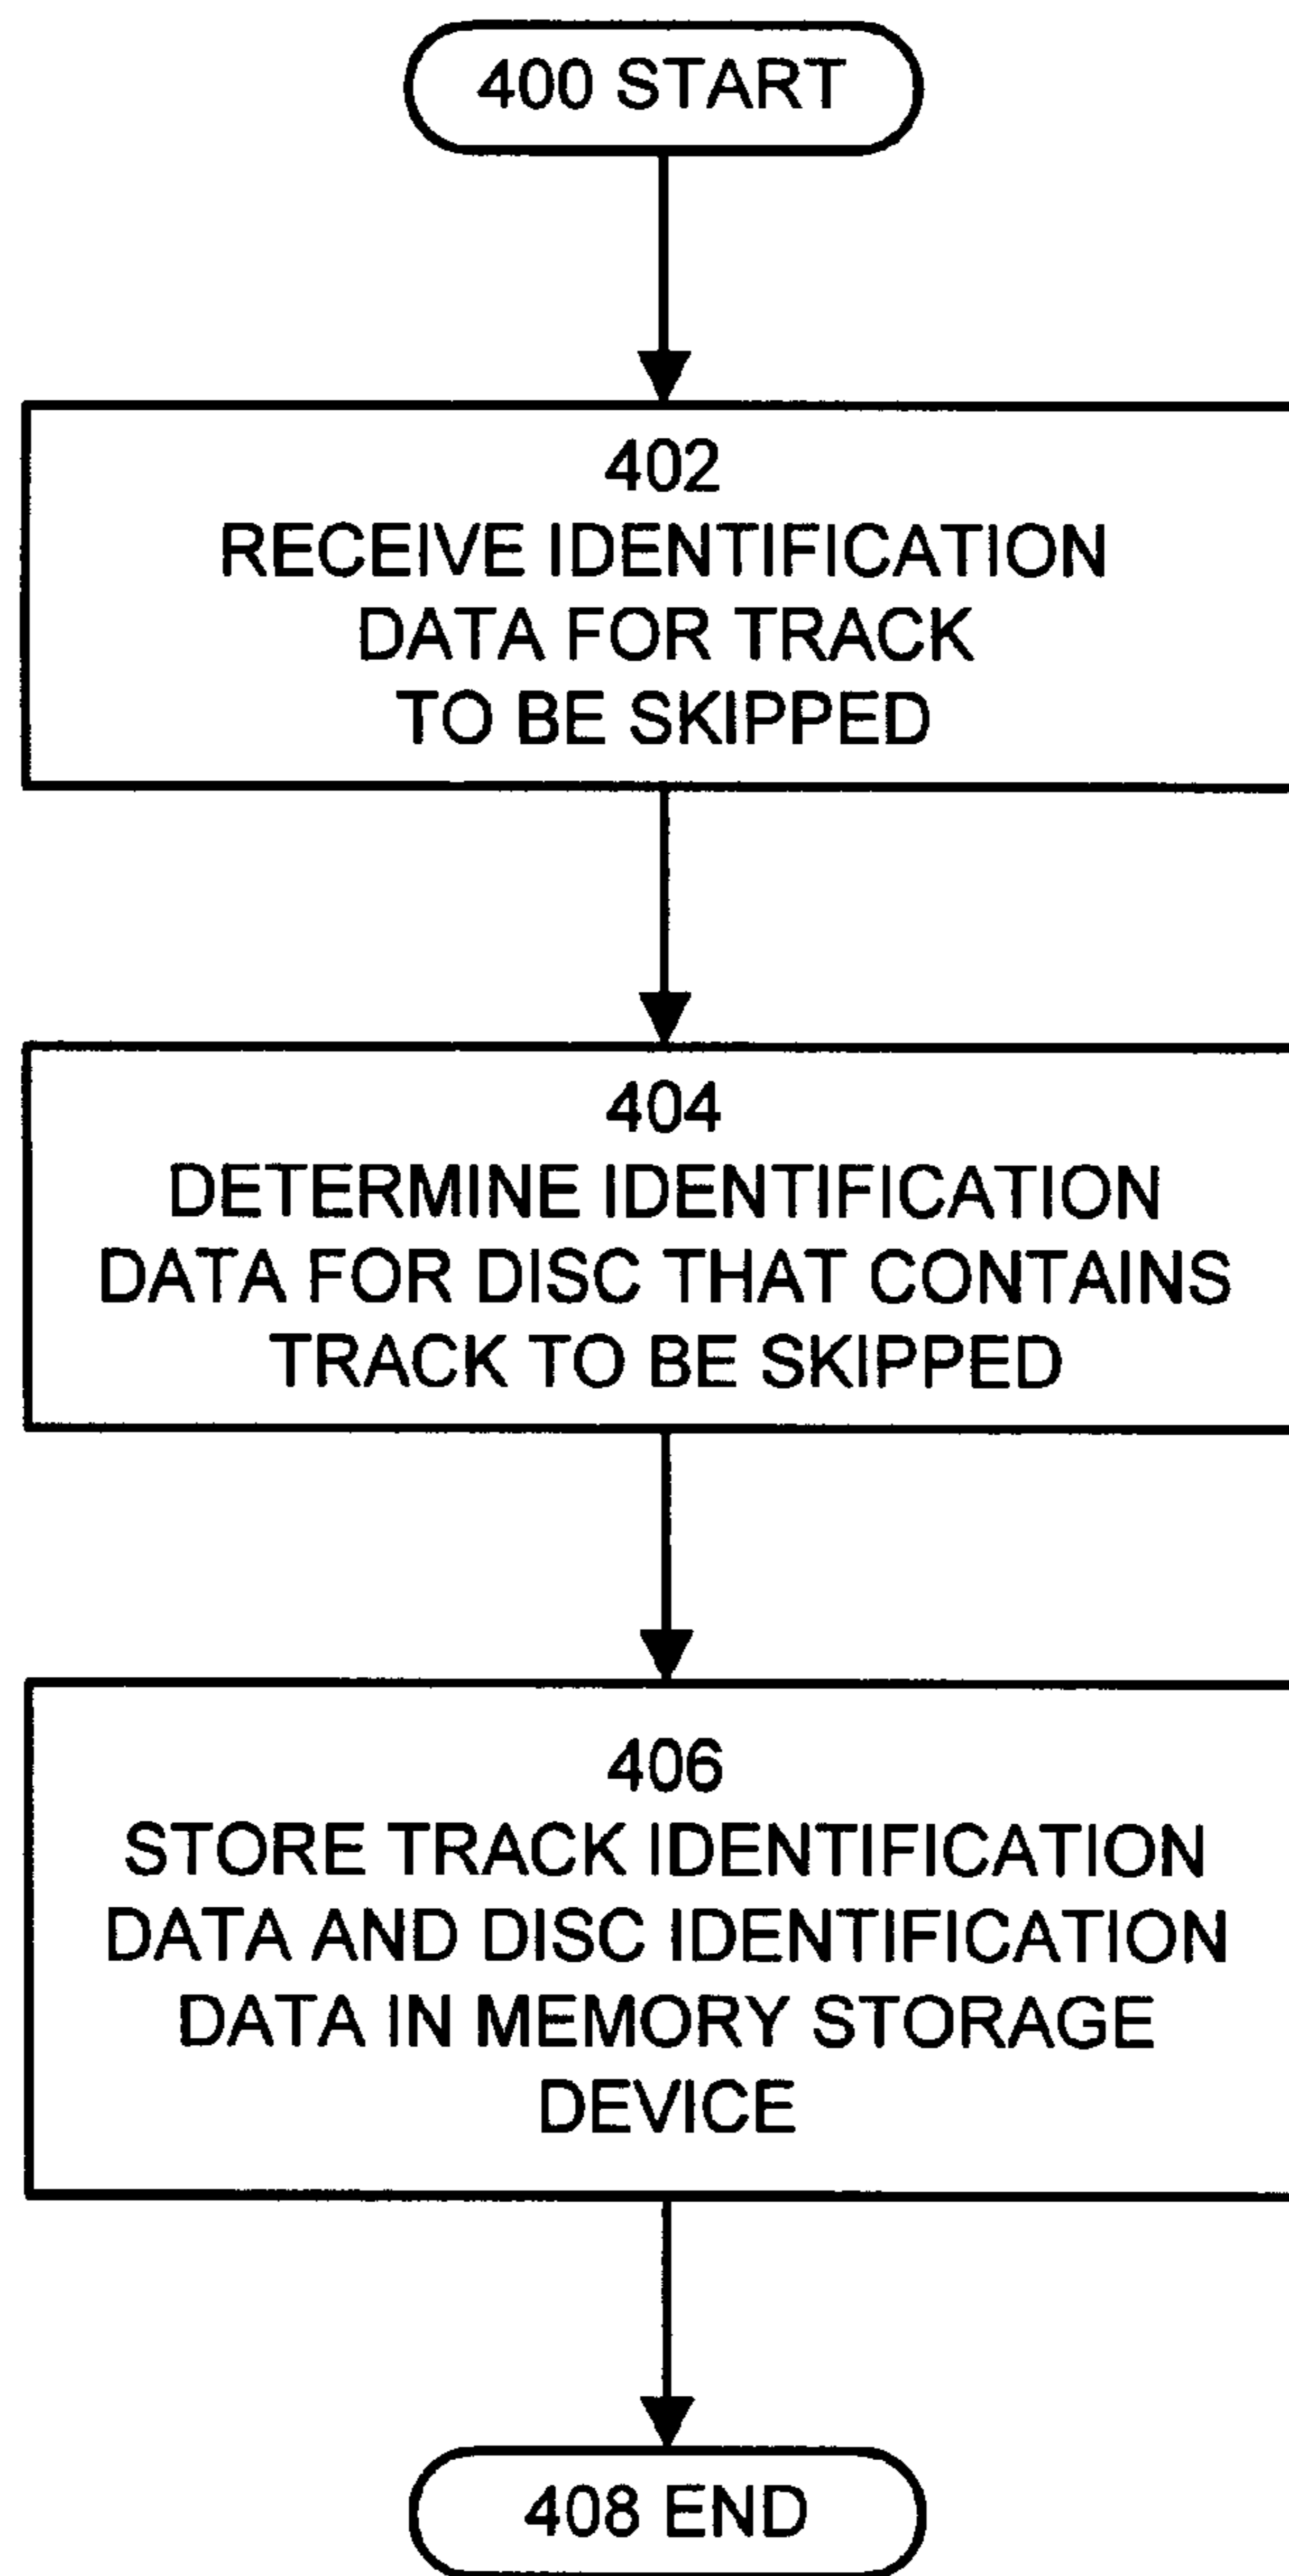 400 START
402
RECEIVE IDENTIFICATION
DATA FOR TRACK
TO BE SKIPPED
404
DETERMINE IDENTIFICATION
DATA FOR DISC THAT CONTAINS
TRACK TO BE SKIPPED
406
STORE TRACK IDENTIFICATION
DATA AND DISC IDENTIFICATION
DATA IN MEMORY STORAGE
DEVICE
408 END